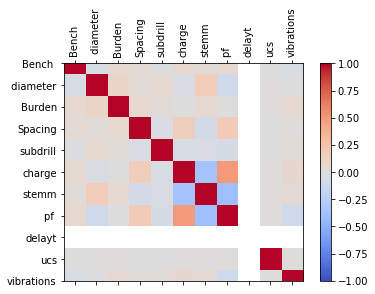 Bench diameter Burden Spacing subdrill charge stemm pf delayt ucs vibrations
Bench
diameter
Burden
Spacing
subdrill
charge
stemm
pf
delayt
ucs
vibrations
1.00
0.75
0.50
0.25
0.00
−0.25
−0.50
−0.75
−1.00